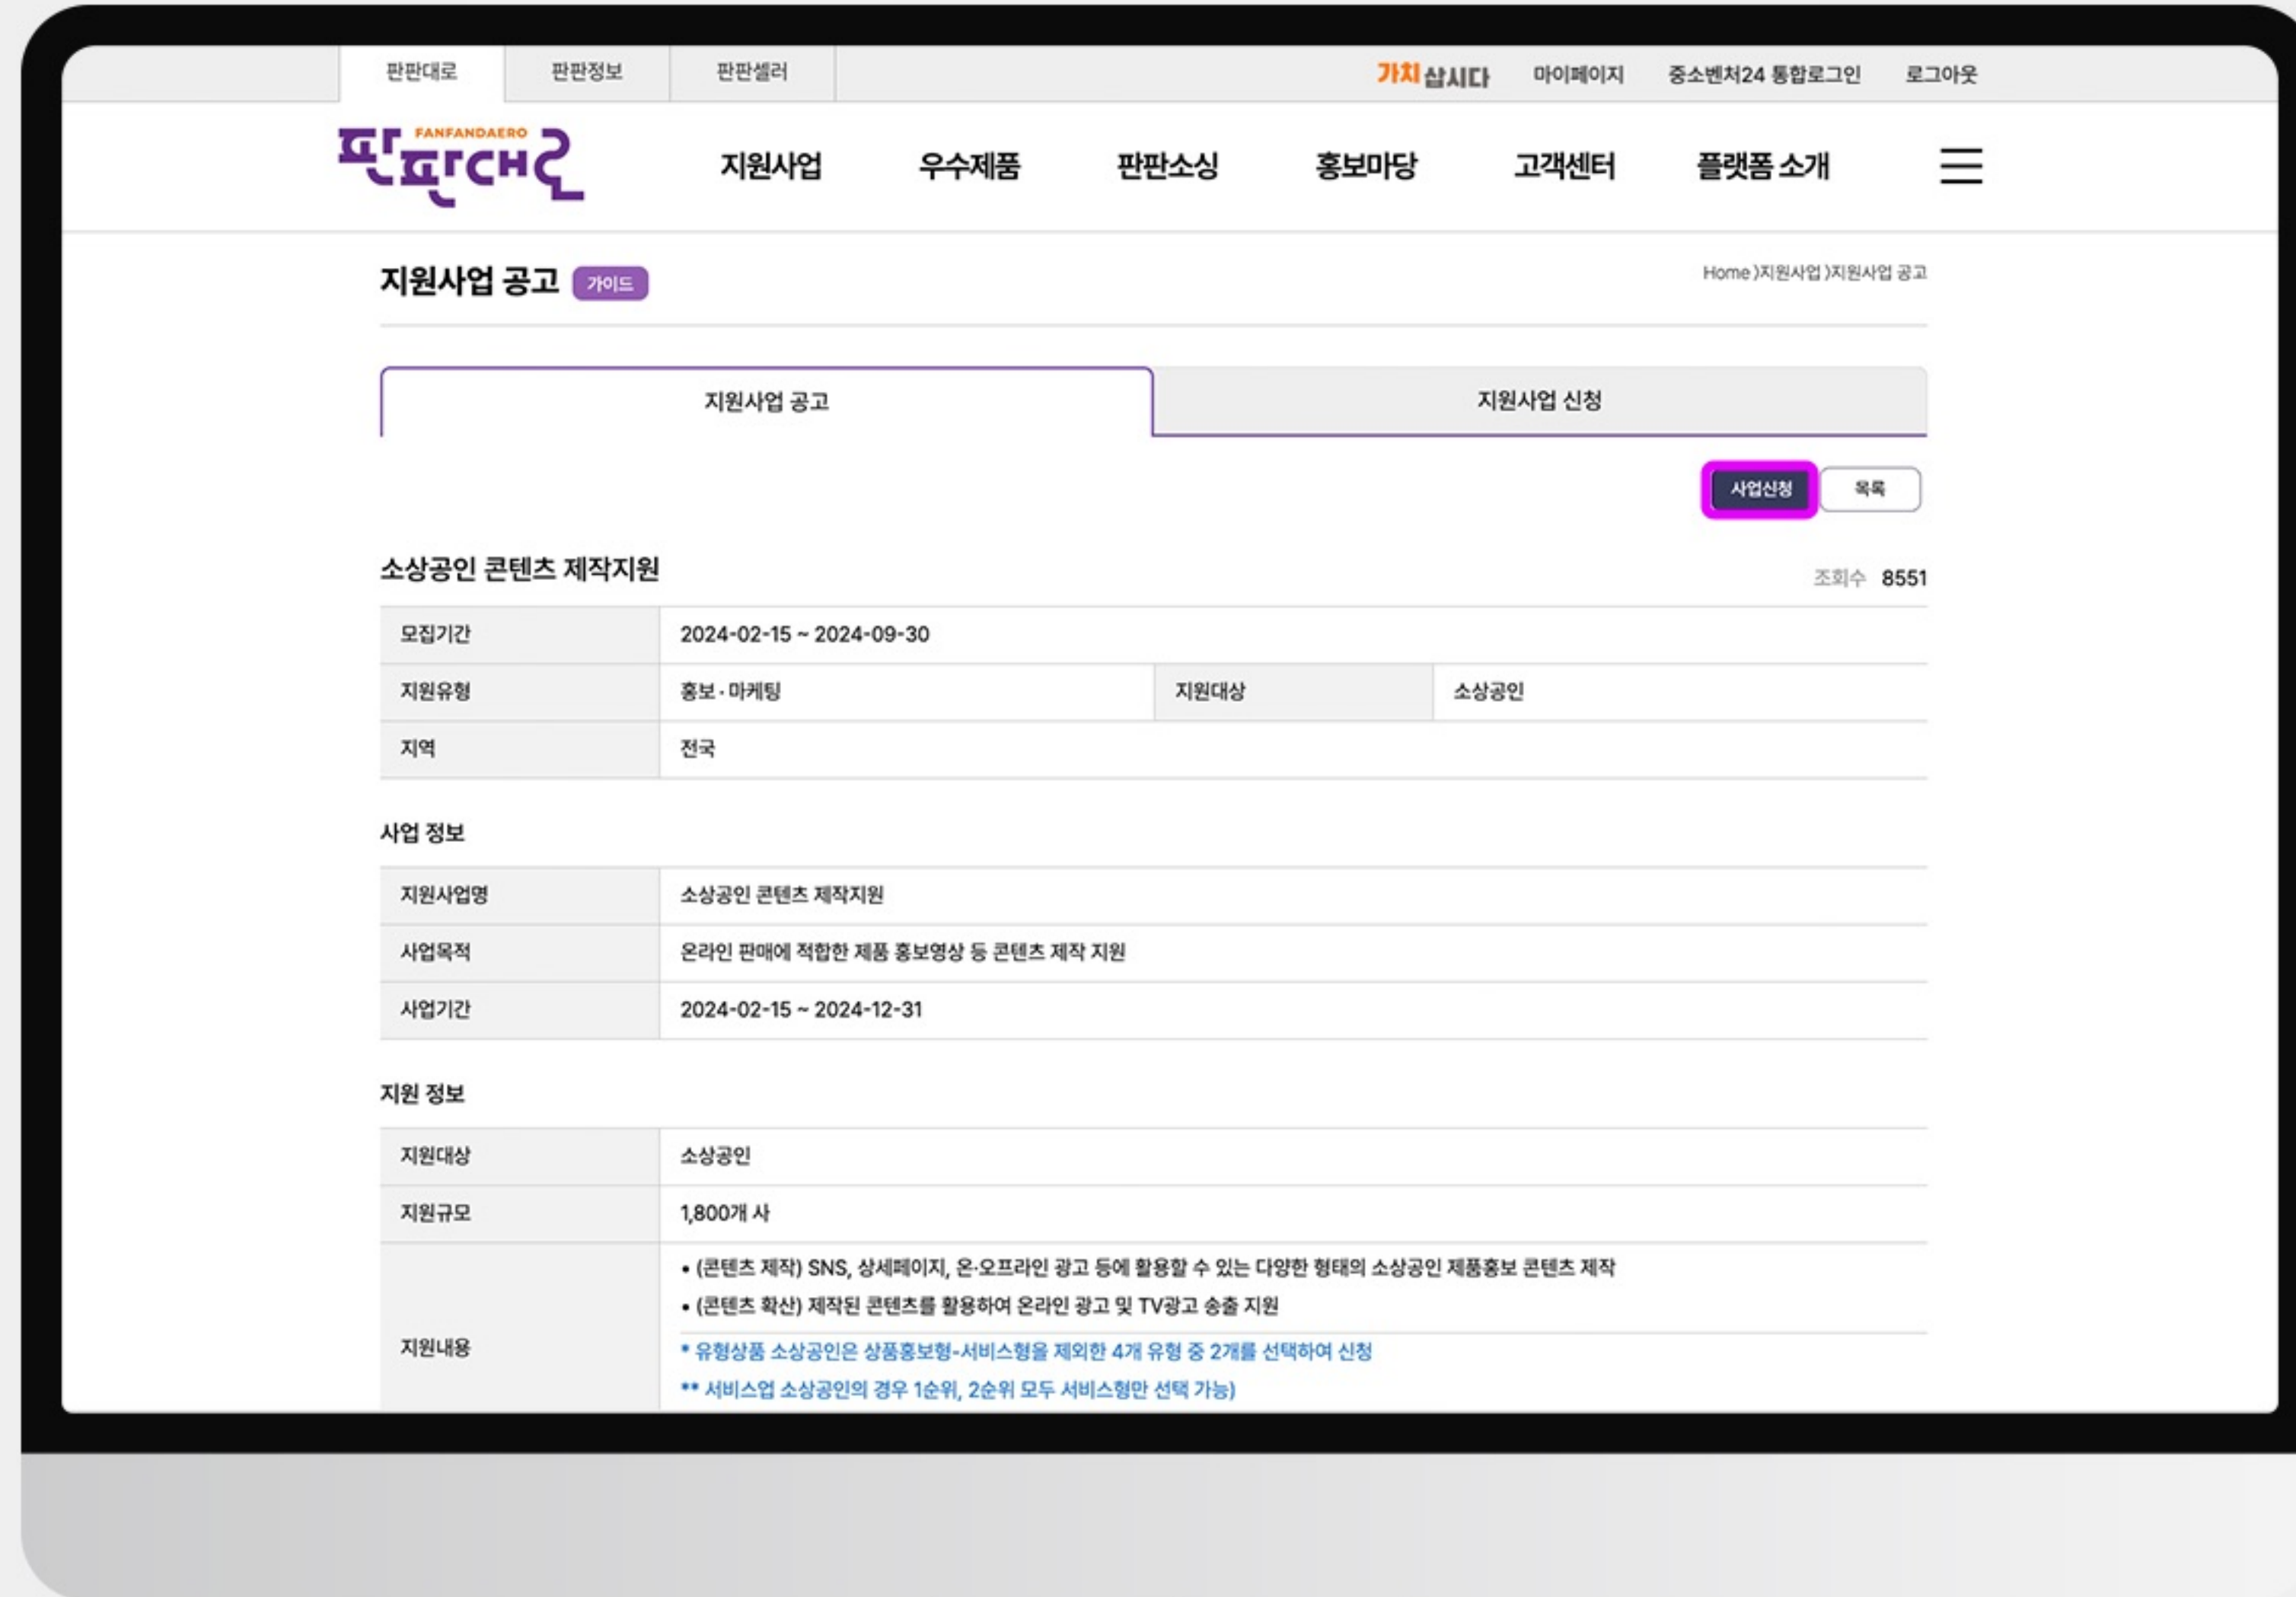 판판대로 판판정보 판판셀러 가치삽시다 마이페이지 중소벤처24 통합로그인 로그아웃
FANFANDAERO
판판대로 지원사업 우수제품 판판소싱 홍보마당 고객센터 플랫폼 소개
지원사업 공고 가이드 Home 〉지원사업 〉지원사업 공고
지원사업 공고 지원사업 신청
사업신청 목록
소상공인 콘텐츠 제작지원 조회수 8551
모집기간 2024-02-15 ~ 2024-09-30
지원유형 홍보 · 마케팅 지원대상 소상공인
지역 전국
사업 정보
지원사업명 소상공인 콘텐츠 제작지원
사업목적 온라인 판매에 적합한 제품 홍보영상 등 콘텐츠 제작 지원
사업기간 2024-02-15 ~ 2024-12-31
지원 정보
지원대상 소상공인
지원규모 1,800개 사
• (콘텐츠 제작) SNS, 상세페이지, 온·오프라인 광고 등에 활용할 수 있는 다양한 형태의 소상공인 제품홍보 콘텐츠 제작
• (콘텐츠 확산) 제작된 콘텐츠를 활용하여 온라인 광고 및 TV광고 송출 지원
지원내용
* 유형상품 소상공인은 상품홍보형-서비스형을 제외한 4개 유형 중 2개를 선택하여 신청
** 서비스업 소상공인의 경우 1순위, 2순위 모두 서비스형만 선택 가능)